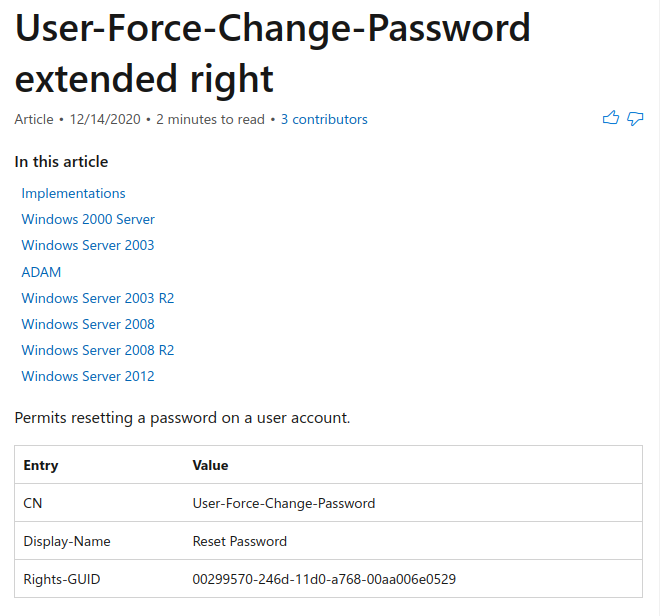 User-Force-Change-Password
extended right
Article • 12/14/2020 • 2 minutes to read • 3 contributors
In this article
Implementations
Windows 2000 Server
Windows Server 2003
ADAM
Windows Server 2003 R2
Windows Server 2008
Windows Server 2008 R2
Windows Server 2012
Permits resetting a password on a user account.
Entry Value
CN User-Force-Change-Password
Display-Name Reset Password
Rights-GUID 00299570-246d-11d0-a768-00aa006e0529